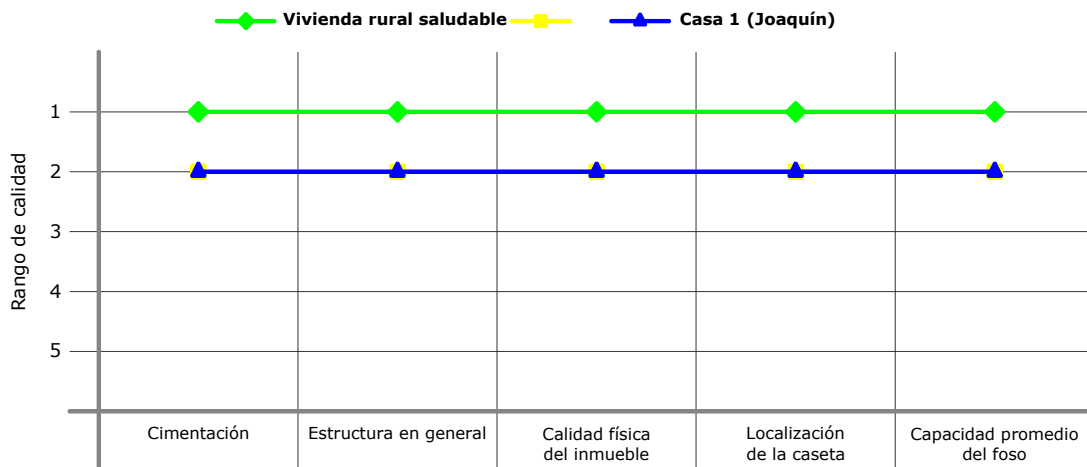 Vivienda rural saludable
Casa 1 (Joaquín)
Rango de calidad
1
2
3
4
5
Cimentación
Estructura en general
Calidad física
del inmueble
Localización
de la caseta
Capacidad promedio
del foso